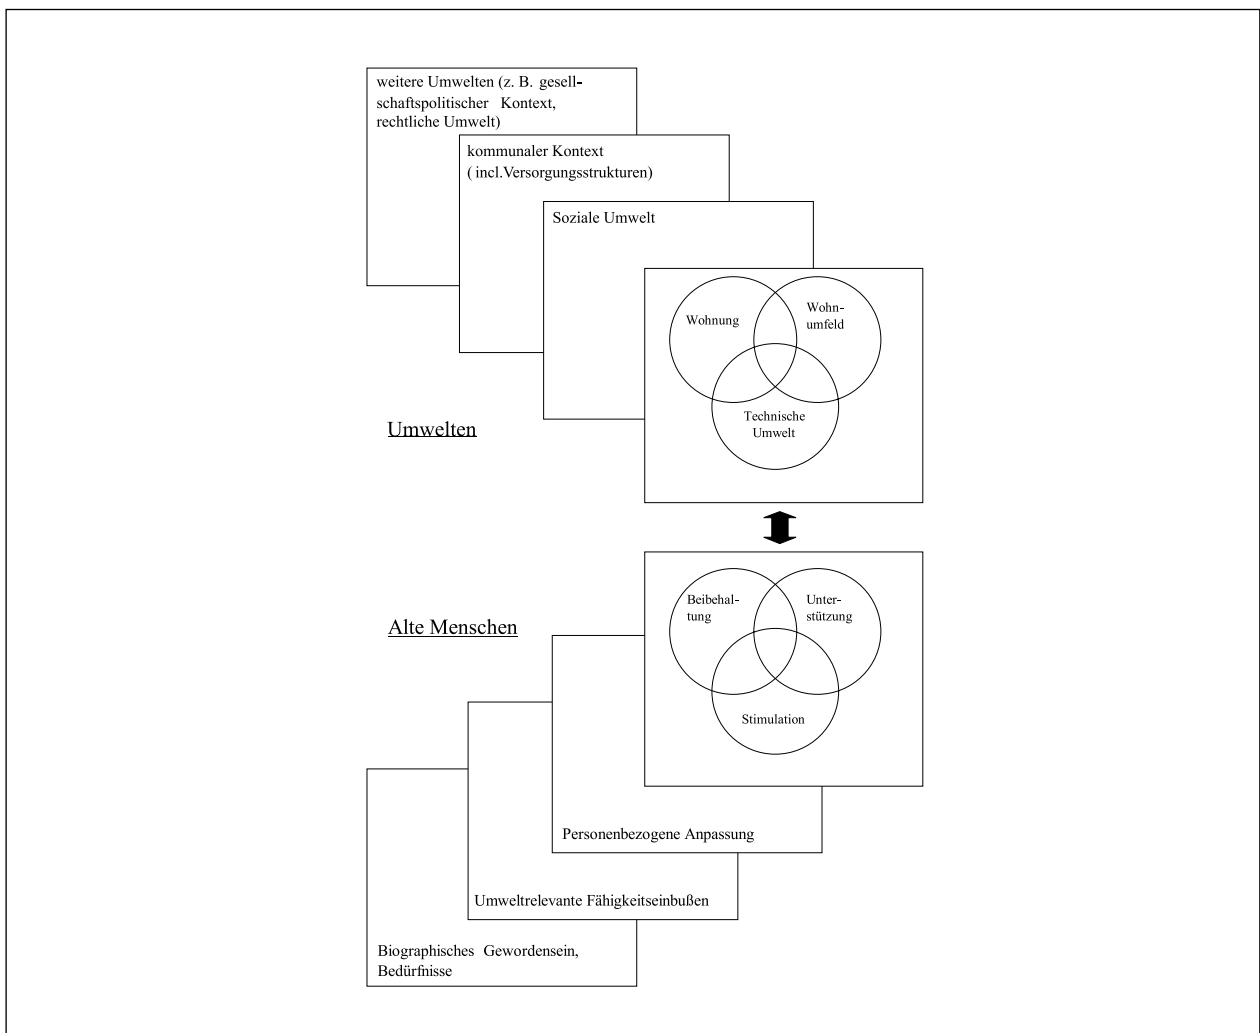 weitere Umwelten (z. B. gesell-
schaftspolitischer Kontext,
rechtliche Umwelt)
kommunaler Kontext
( incl.Versorgungsstrukturen)
Soziale Umwelt
Wohnung
Wohn-
umfeld
Technische
Umwelt
Umwelten
Alte Menschen
Beibehal-
tung
Unter-
stützung
Stimulation
Personenbezogene Anpassung
Umweltrelevante Fähigkeitseinbußen
Biographisches Gewordensein,
Bedürfnisse